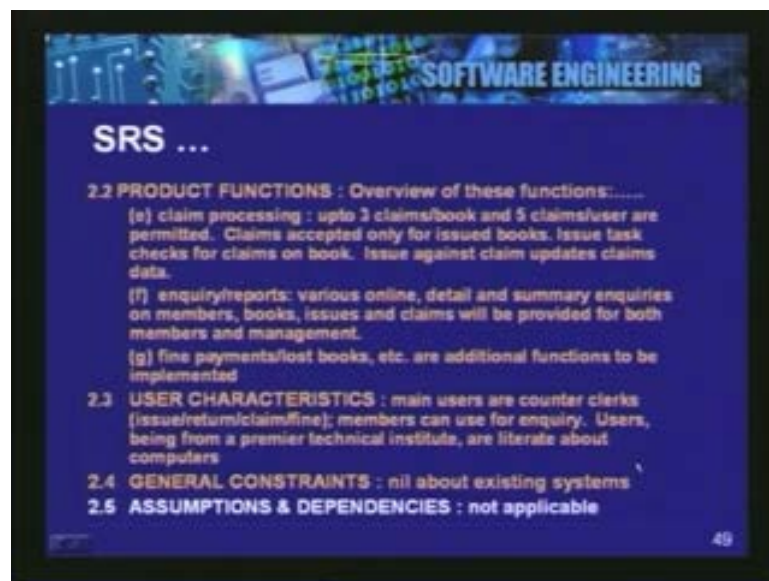 SOFTWARE ENGINEERING
SRS ...
2.2 PRODUCT FUNCTIONS : Overview of these functions:.....
(e) claim processing : upto 3 claims/book and 5 claims/user are
permitted. Claims accepted only for issued books. Issue task
checks for claims on book. Issue against claim updates claims
data.
(f) enquiry/reports: various online, detail and summary enquiries
on members, books, issues and claims will be provided for both
members and management.
(g) fine payments/lost books, etc. are additional functions to be
implemented
2.3 USER CHARACTERISTICS : main users are counter clerks
(issue/return/claim/fine); members can use for enquiry. Users,
being from a premier technical institute, are literate about
computers
2.4 GENERAL CONSTRAINTS : nil about existing systems
2.5 ASSUMPTIONS & DEPENDENCIES : not applicable
49